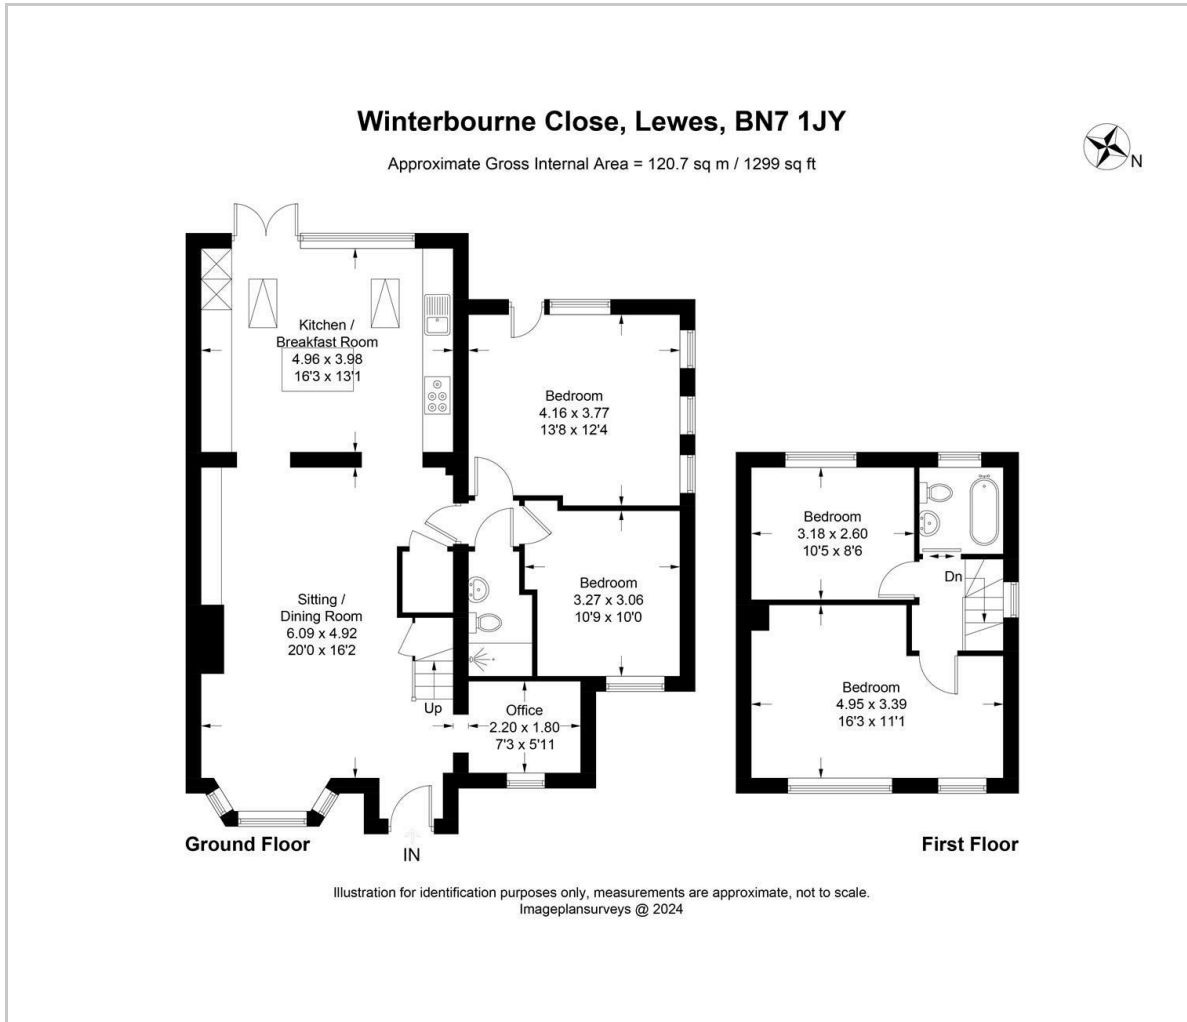 Winterbourne Close, Lewes, BN7 1JY
Approximate Gross Internal Area = 120.7 sq m / 1299 sq ft
N
Kitchen /
Breakfast Room
4.96 x 3.98
16'3 x 13'1
Bedroom
4.16 x 3.77
13'8 x 12'4
Bedroom
3.27 x 3.06
10'9 x 10'0
Sitting /
Dining Room
6.09 x 4.92
20'0 x 16'2
Up
Office
2.20 x 1.80
7'3 x 5'11
IN
Ground Floor
Bedroom
3.18 x 2.60
10'5 x 8'6
Dn
Bedroom
4.95 x 3.39
16'3 x 11'1
First Floor
Illustration for identification purposes only, measurements are approximate, not to scale.
Imageplansurveys @ 2024